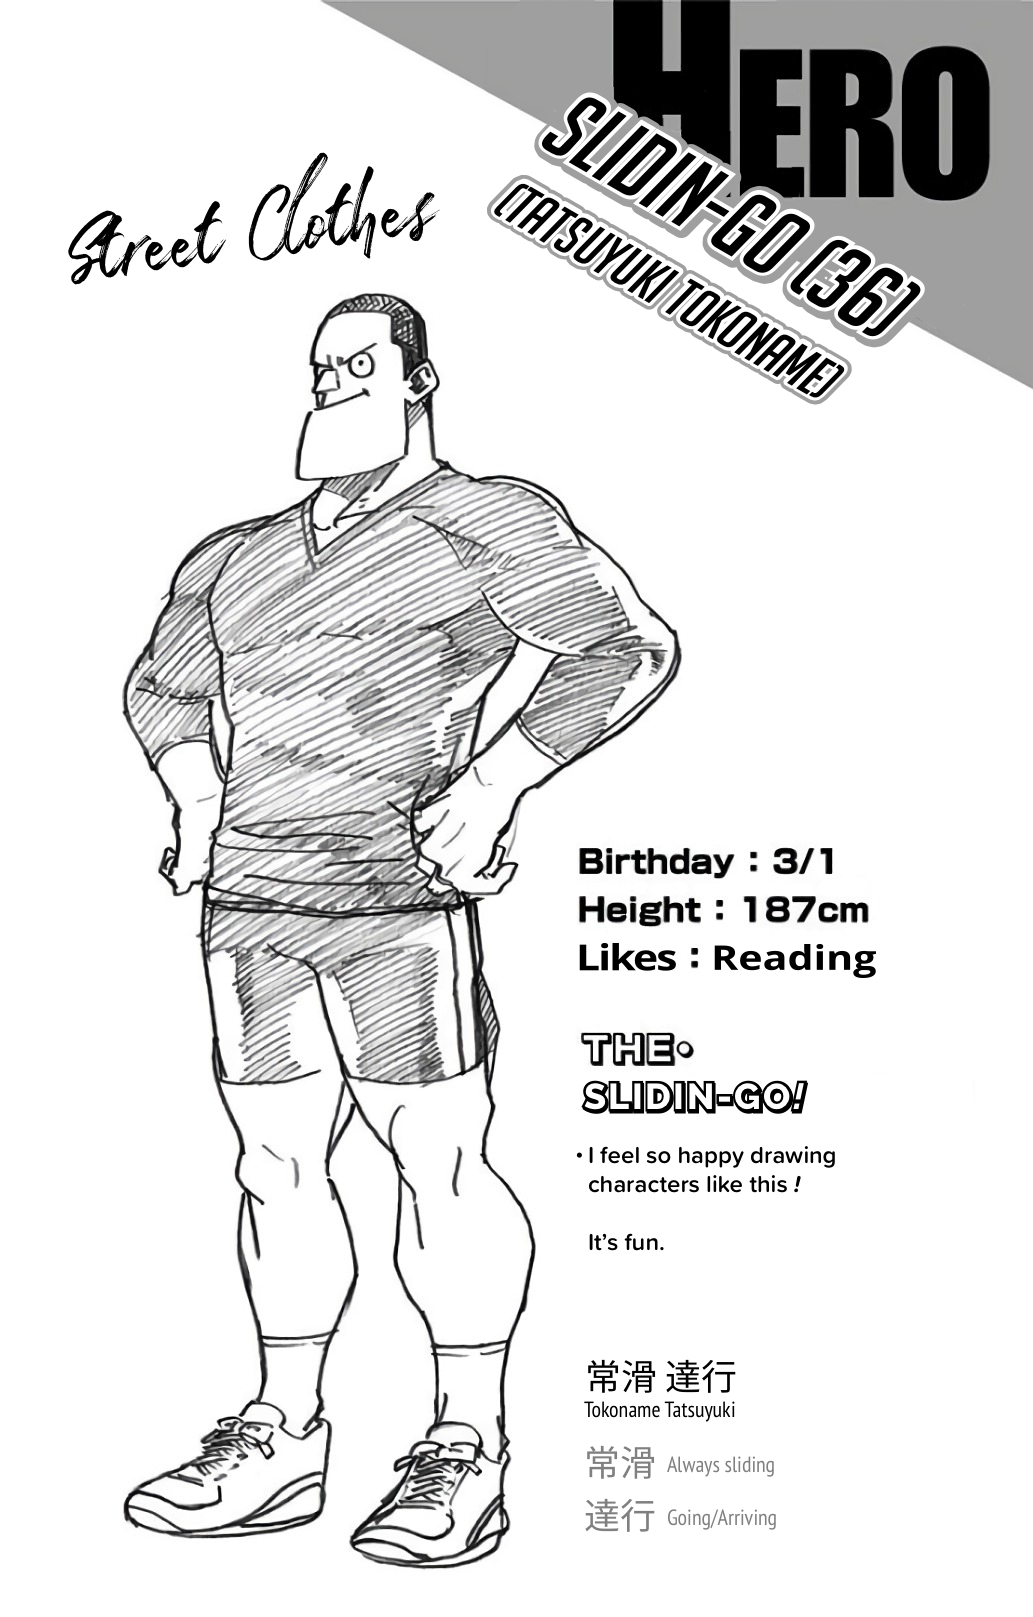 HERO
SLIDIN-GO (36)
(TATSUYUKI TOKONAME)
Street Clothes
Birthday：3/1
Height：187cm
Likes：Reading
THE•
SLIDIN-GO!
• I feel so happy drawing
characters like this !
It's fun.
常滑 達行
Tokoname Tatsuyuki
常滑 Always sliding
達行 Going/Arriving